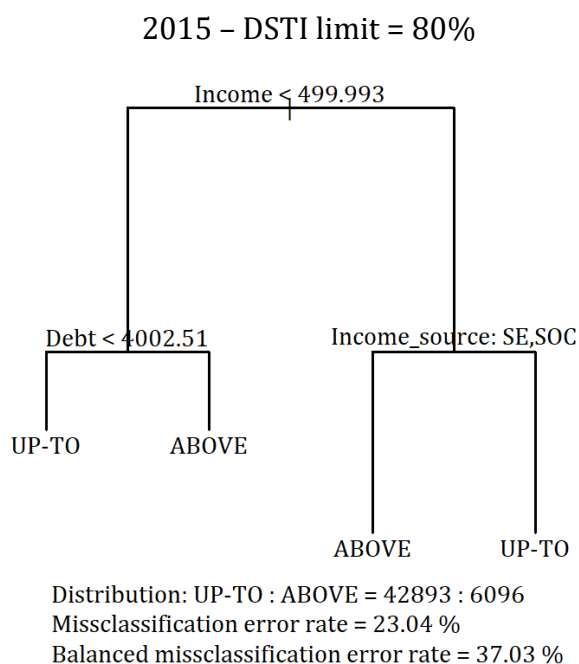 2015 – DSTI limit = 80%
Income < 499.993
Debt < 4002.51
Income_source: SE,SOC
UP-TO
ABOVE
ABOVE
UP-TO
Distribution: UP-TO : ABOVE = 42893 : 6096
Missclassification error rate = 23.04 %
Balanced missclassification error rate = 37.03 %